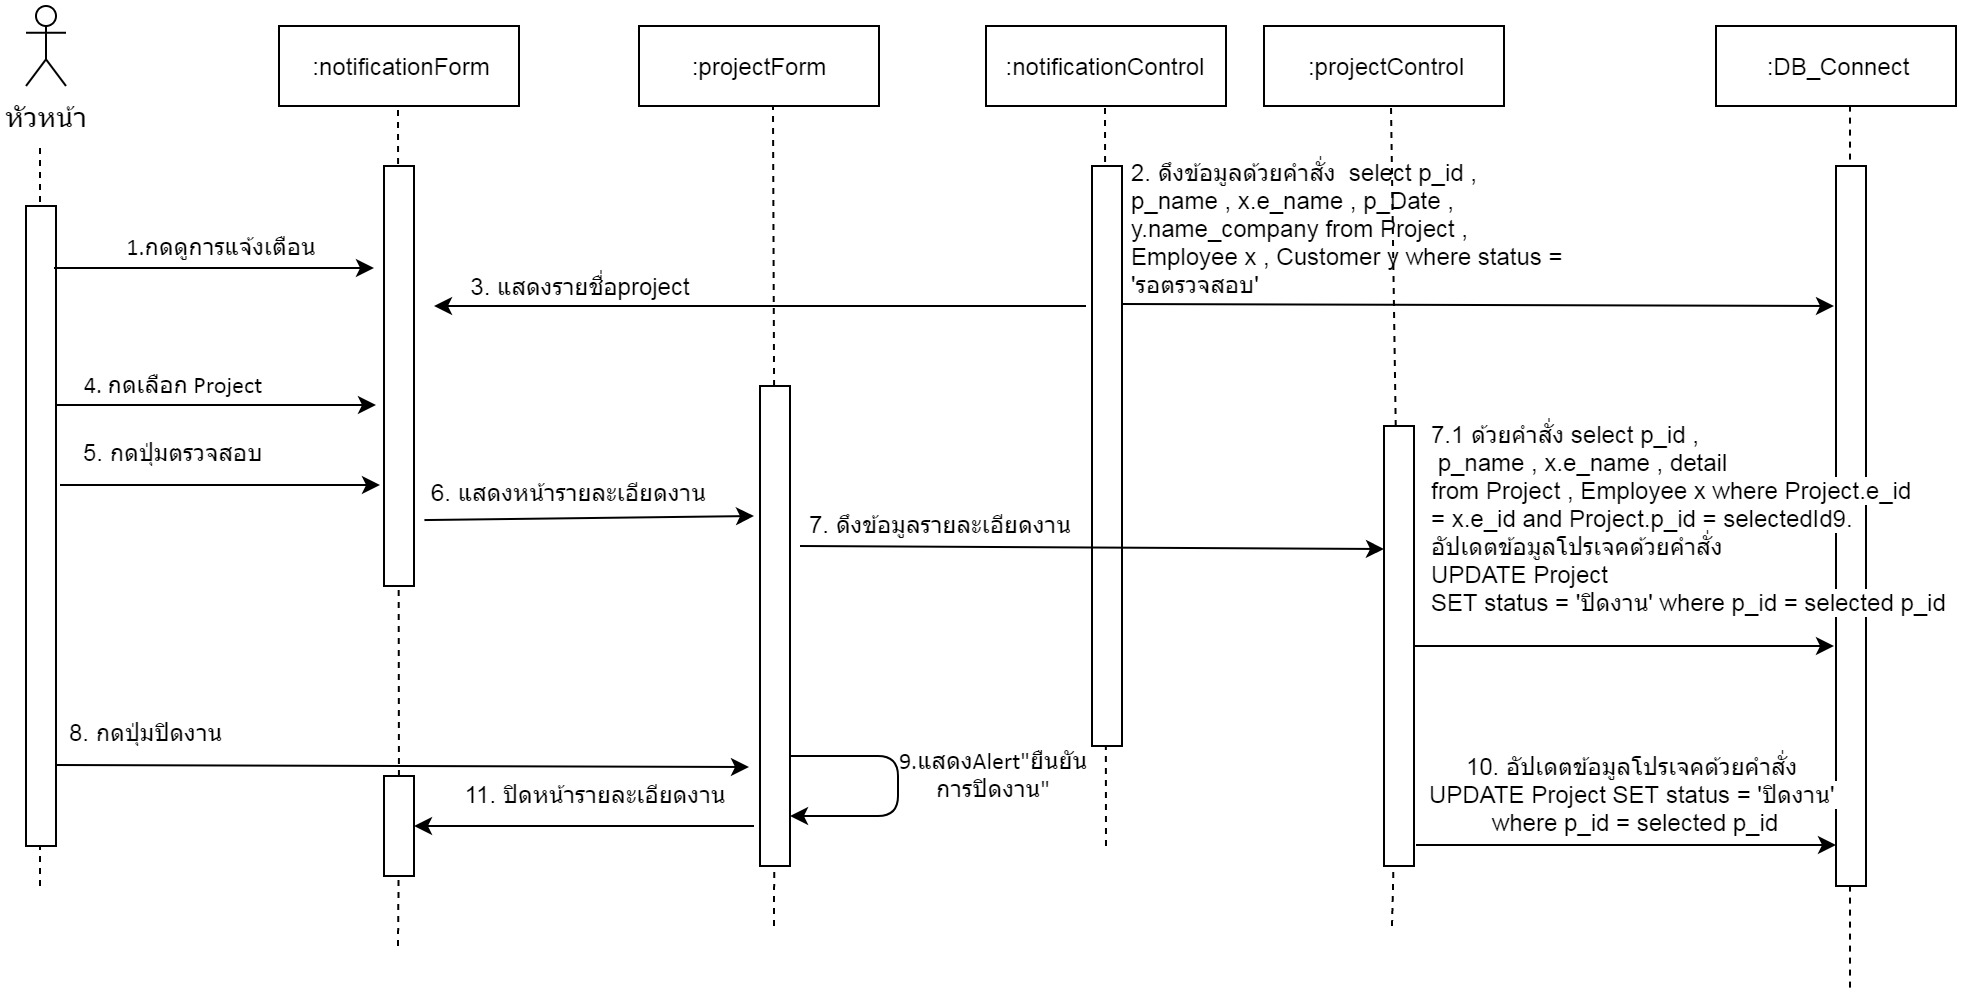 หัวหน้า
:notificationForm
:projectForm
:notificationControl
:projectControl
:DB_Connect
1.กดดูการแจ้งเตือน
2. ดึงข้อมูลด้วยคำสั่ง  select p_id ,
p_name , x.e_name , p_Date ,
y.name_company from Project ,
Employee x , Customer y where status =
'รอตรวจสอบ'
3. แสดงรายชื่อproject
4. กดเลือก Project
5. กดปุ่มตรวจสอบ
6. แสดงหน้ารายละเอียดงาน
7. ดึงข้อมูลรายละเอียดงาน
7.1 ด้วยคำสั่ง select p_id ,
p_name , x.e_name , detail
from Project , Employee x where Project.e_id
= x.e_id and Project.p_id = selectedId9.
อัปเดตข้อมูลโปรเจคด้วยคำสั่ง
UPDATE Project
SET status = 'ปิดงาน' where p_id = selected p_id
8. กดปุ่มปิดงาน
9.แสดงAlert"ยืนยัน
การปิดงาน"
10. อัปเดตข้อมูลโปรเจคด้วยคำสั่ง
UPDATE Project SET status = 'ปิดงาน'
where p_id = selected p_id
11. ปิดหน้ารายละเอียดงาน